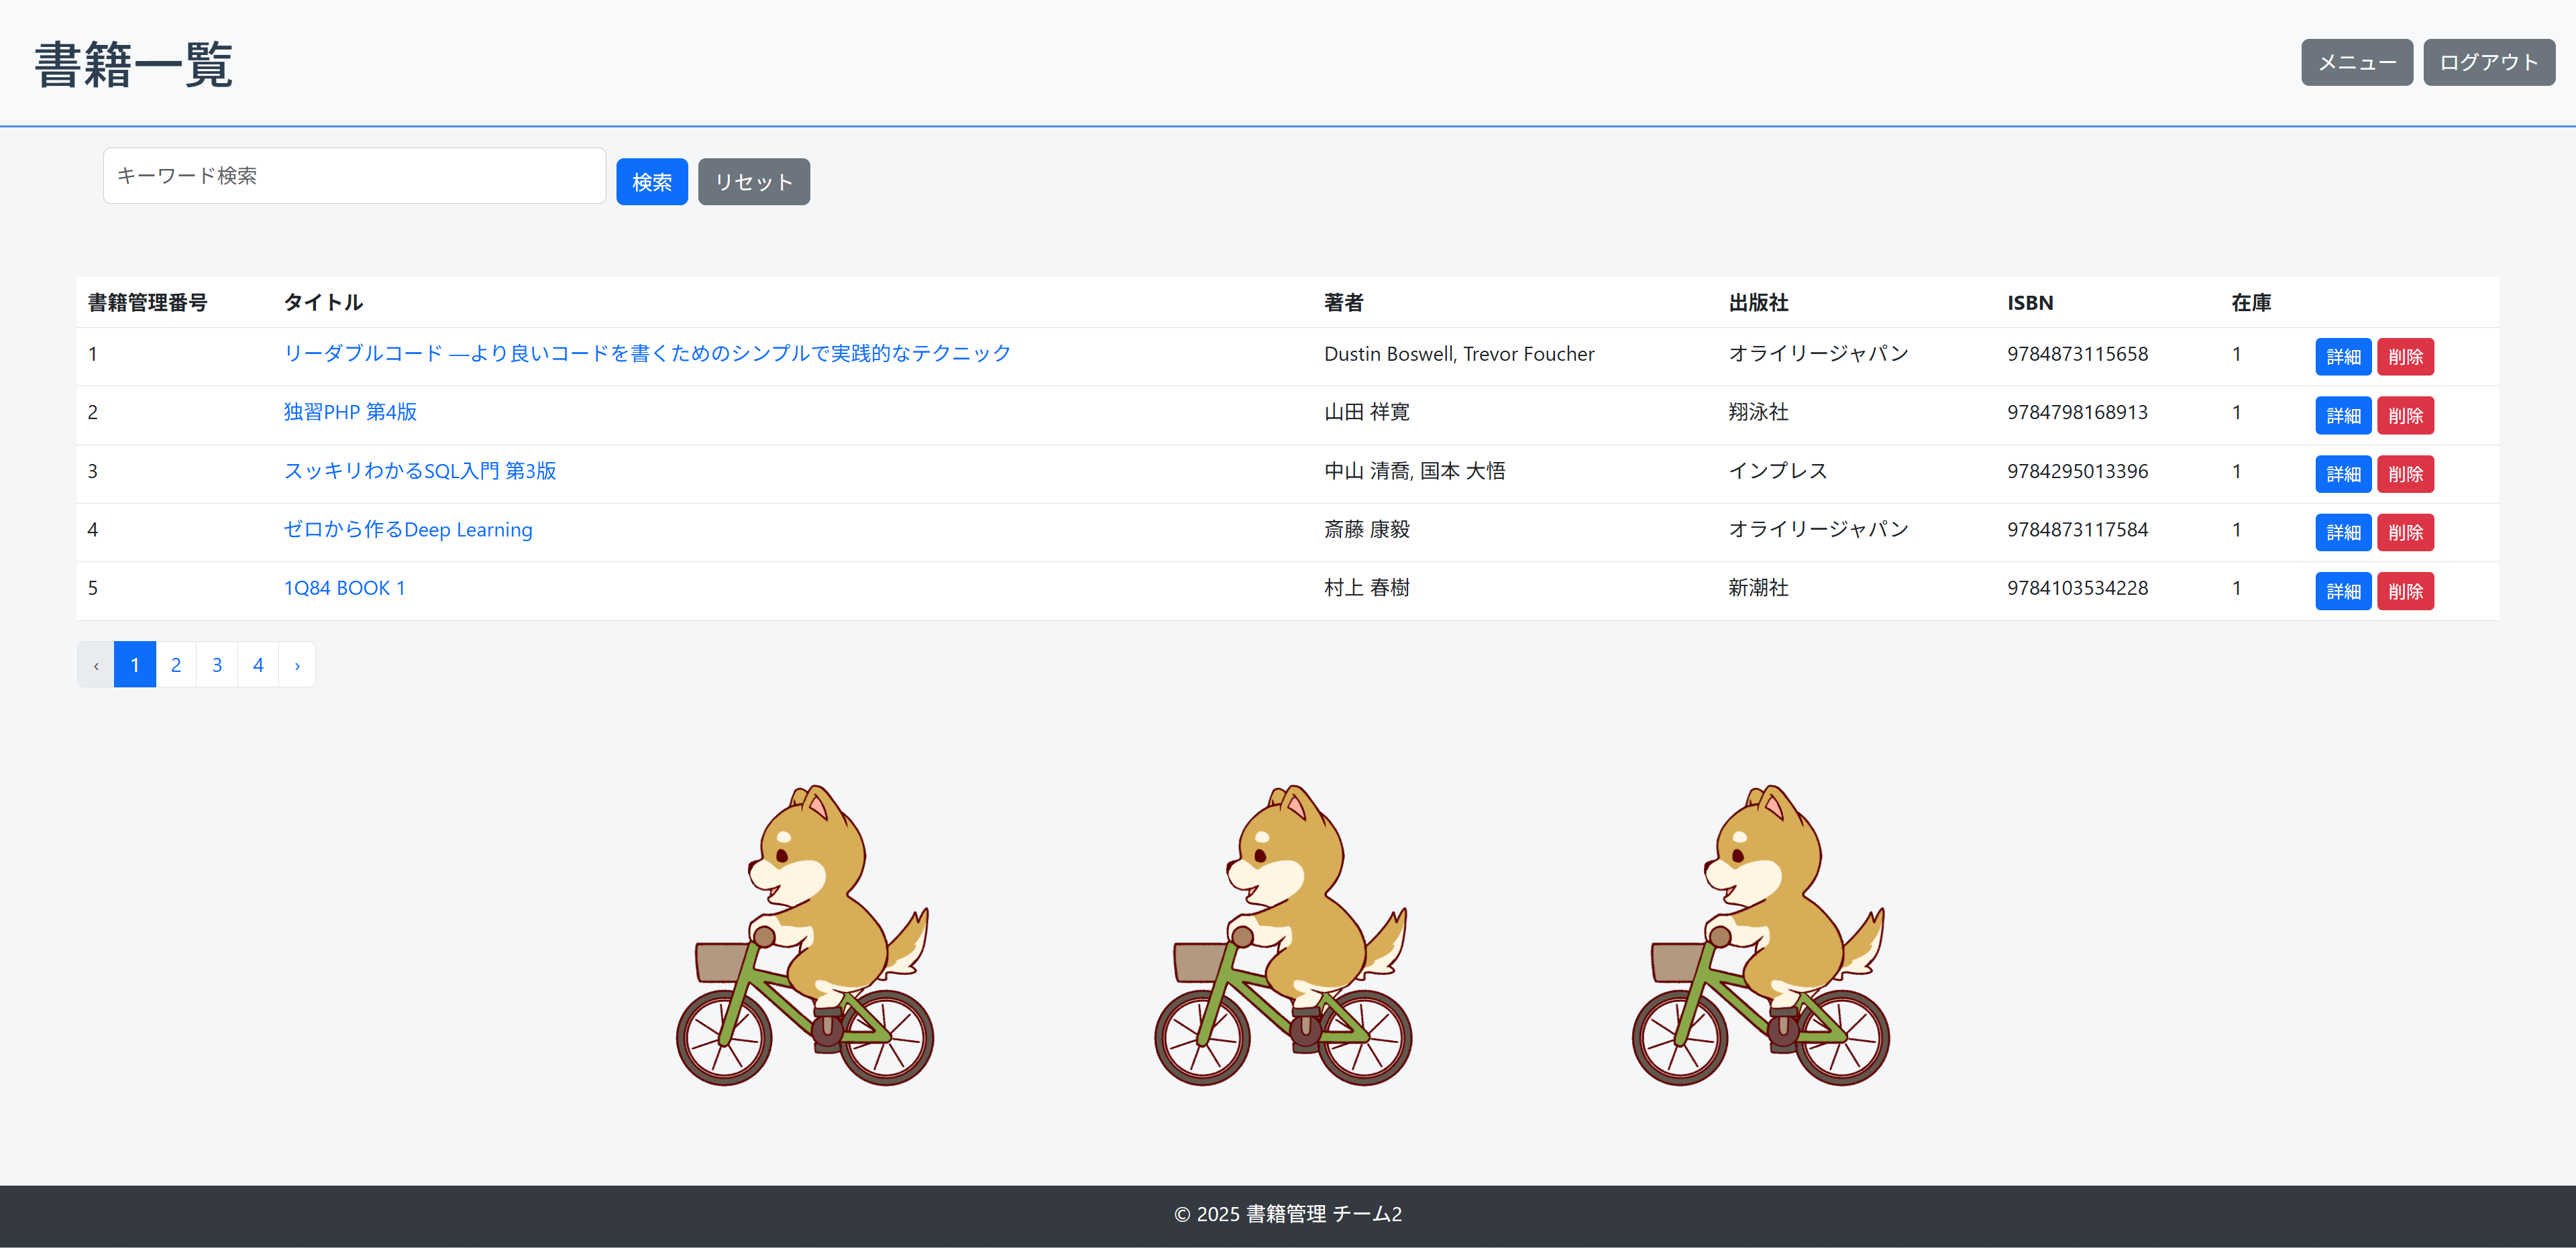 書籍一覧
メニュー ログアウト
キーワード検索 検索 リセット
書籍管理番号 タイトル 著者 出版社 ISBN 在庫
1 リーダブルコード ―より良いコードを書くためのシンプルで実践的なテクニック Dustin Boswell, Trevor Foucher オライリージャパン 9784873115658 1 詳細 削除
2 独習PHP 第4版 山田 祥寛 翔泳社 9784798168913 1 詳細 削除
3 スッキリわかるSQL入門 第3版 中山 清喬, 国本 大悟 インプレス 9784295013396 1 詳細 削除
4 ゼロから作るDeep Learning 斎藤 康毅 オライリージャパン 9784873117584 1 詳細 削除
5 1Q84 BOOK 1 村上 春樹 新潮社 9784103534228 1 詳細 削除
‹ 1 2 3 4 ›
© 2025 書籍管理 チーム2